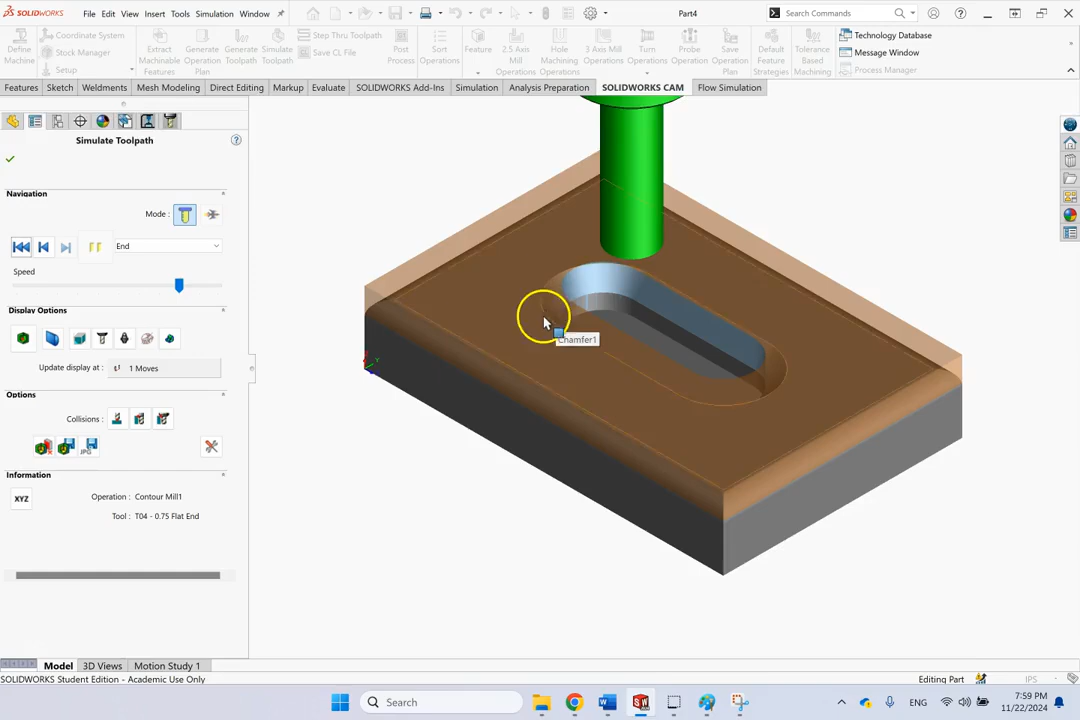 SOLIDWORKS File Edit View Insert Tools Simulation Window Part4 Search Commands
Define Machine
Coordinate System
Stock Manager
Setup
Extract Machinable Features
Generate Operation Plan
Generate Toolpath
Simulate Toolpath
Step Thru Toolpath
Save CL File
Post Process
Sort Operations
Feature
2.5 Axis Mill Operations
Hole Machining Operations
3 Axis Mill Operations
Turn Operations
Probe Operations
Save Operation Plan
Default Feature Strategies
Tolerance Based Machining
Technology Database
Message Window
Process Manager
Features Sketch Weldments Mesh Modeling Direct Editing Markup Evaluate SOLIDWORKS Add-Ins Simulation Analysis Preparation SOLIDWORKS CAM Flow Simulation
Simulate Toolpath
Navigation
Mode :
End
Speed
Display Options
Update display at : 1 Moves
Options
Collisions :
Information
XYZ Operation : Contour Mill1
Tool : T04 - 0.75 Flat End
Chamfer1
Model 3D Views Motion Study 1
SOLIDWORKS Student Edition - Academic Use Only Editing Part IPS
Search ENG 7:59 PM
11/22/2024